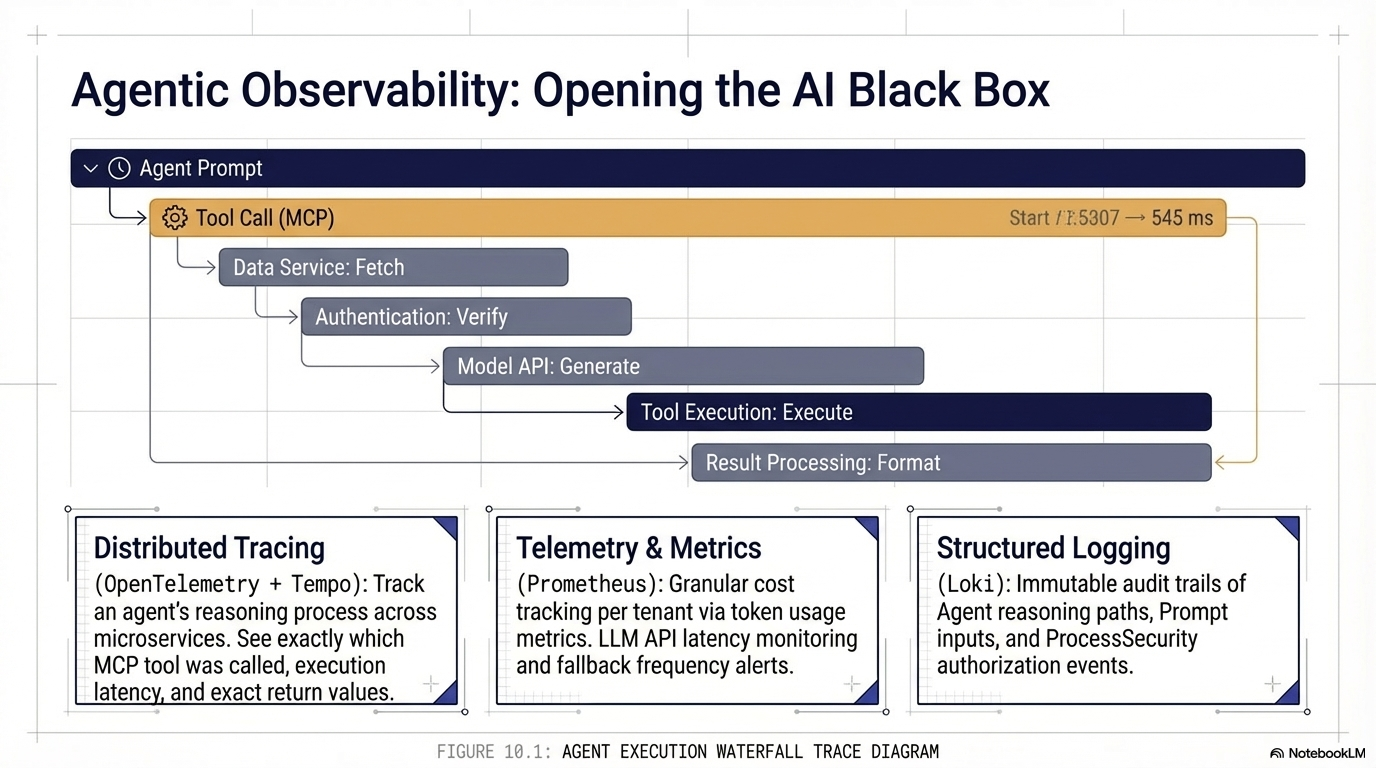 Agentic Observability: Opening the AI Black Box
Agent Prompt
Tool Call (MCP)
Start → 545 ms
Data Service: Fetch
Authentication: Verify
Model API: Generate
Tool Execution: Execute
Result Processing: Format
Distributed Tracing
(OpenTelemetry + Tempo): Track
an agent's reasoning process across
microservices. See exactly which
MCP tool was called, execution
latency, and exact return values.
Telemetry & Metrics
(Prometheus): Granular cost
tracking per tenant via token usage
metrics. LLM API latency monitoring
and fallback frequency alerts.
Structured Logging
(Loki): Immutable audit trails of
Agent reasoning paths, Prompt
inputs, and ProcessSecurity
authorization events.
FIGURE 10.1: AGENT EXECUTION WATERFALL TRACE DIAGRAM
NotebookLM